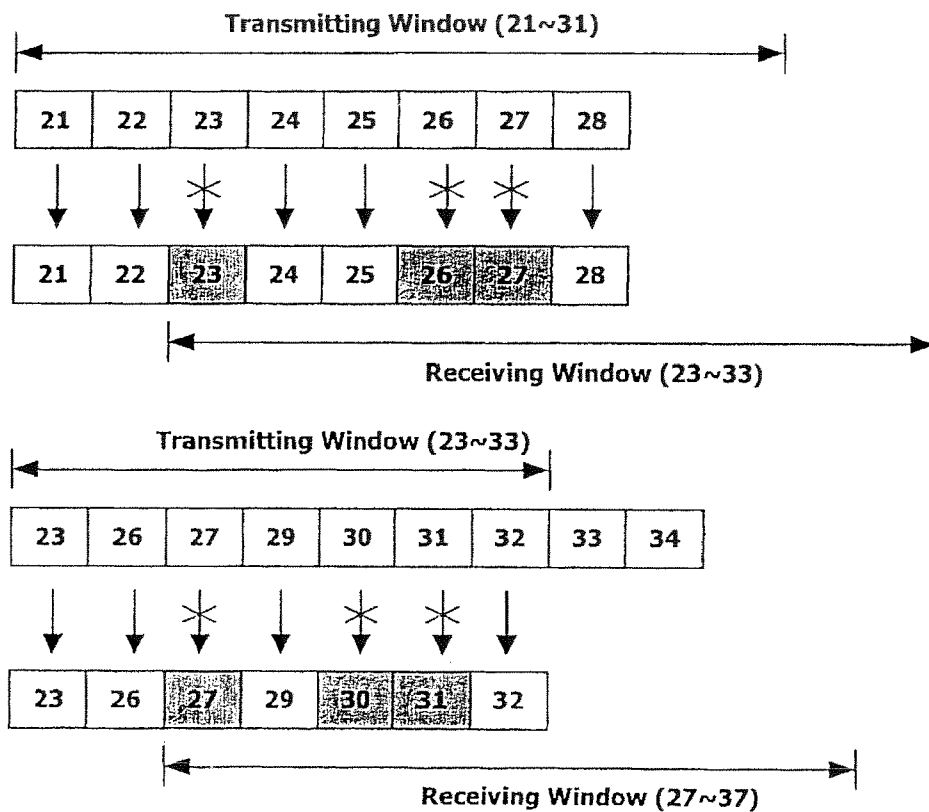 Transmitting Window (21~31)
21 22 23 24 25 26 27 28
21 22 23 24 25 26 27 28
Receiving Window (23~33)
Transmitting Window (23~33)
23 26 27 29 30 31 32 33 34
23 26 27 29 30 31 32
Receiving Window (27~37)